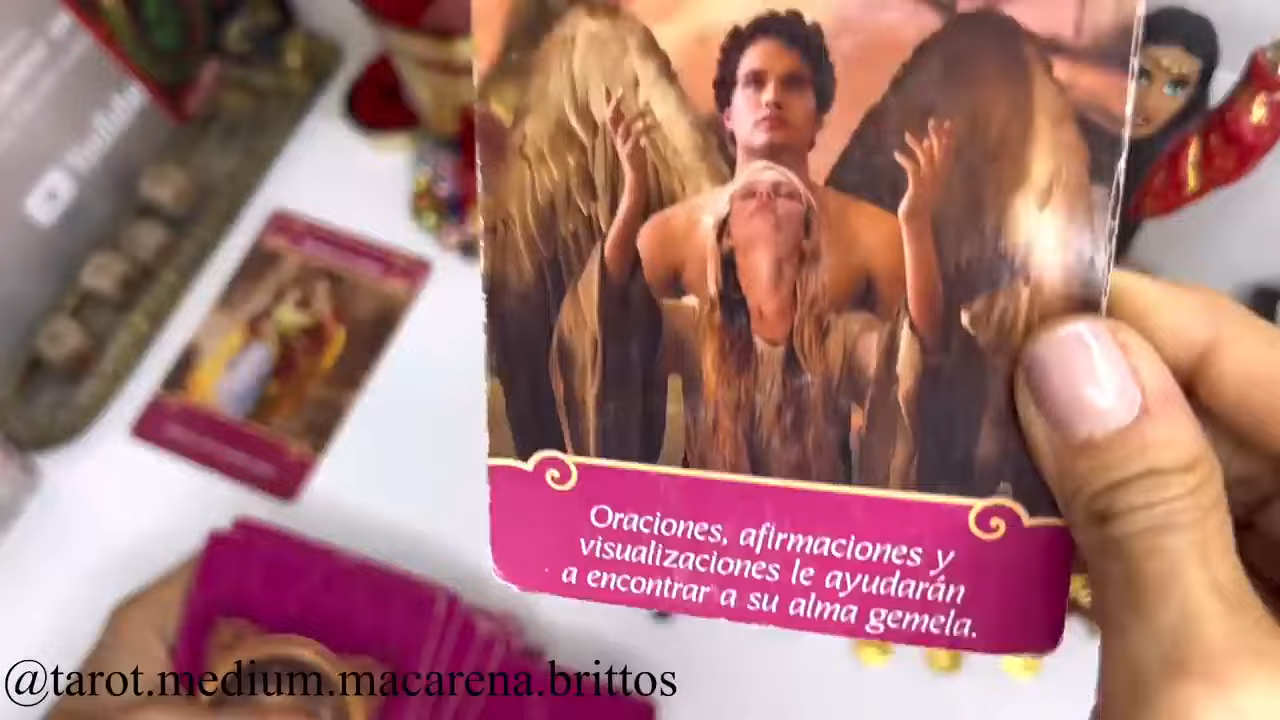 Oraciones, afirmaciones y
visualizaciones le ayudarán
a encontrar a su alma gemela.
@tarot.medium.macarena.brittos